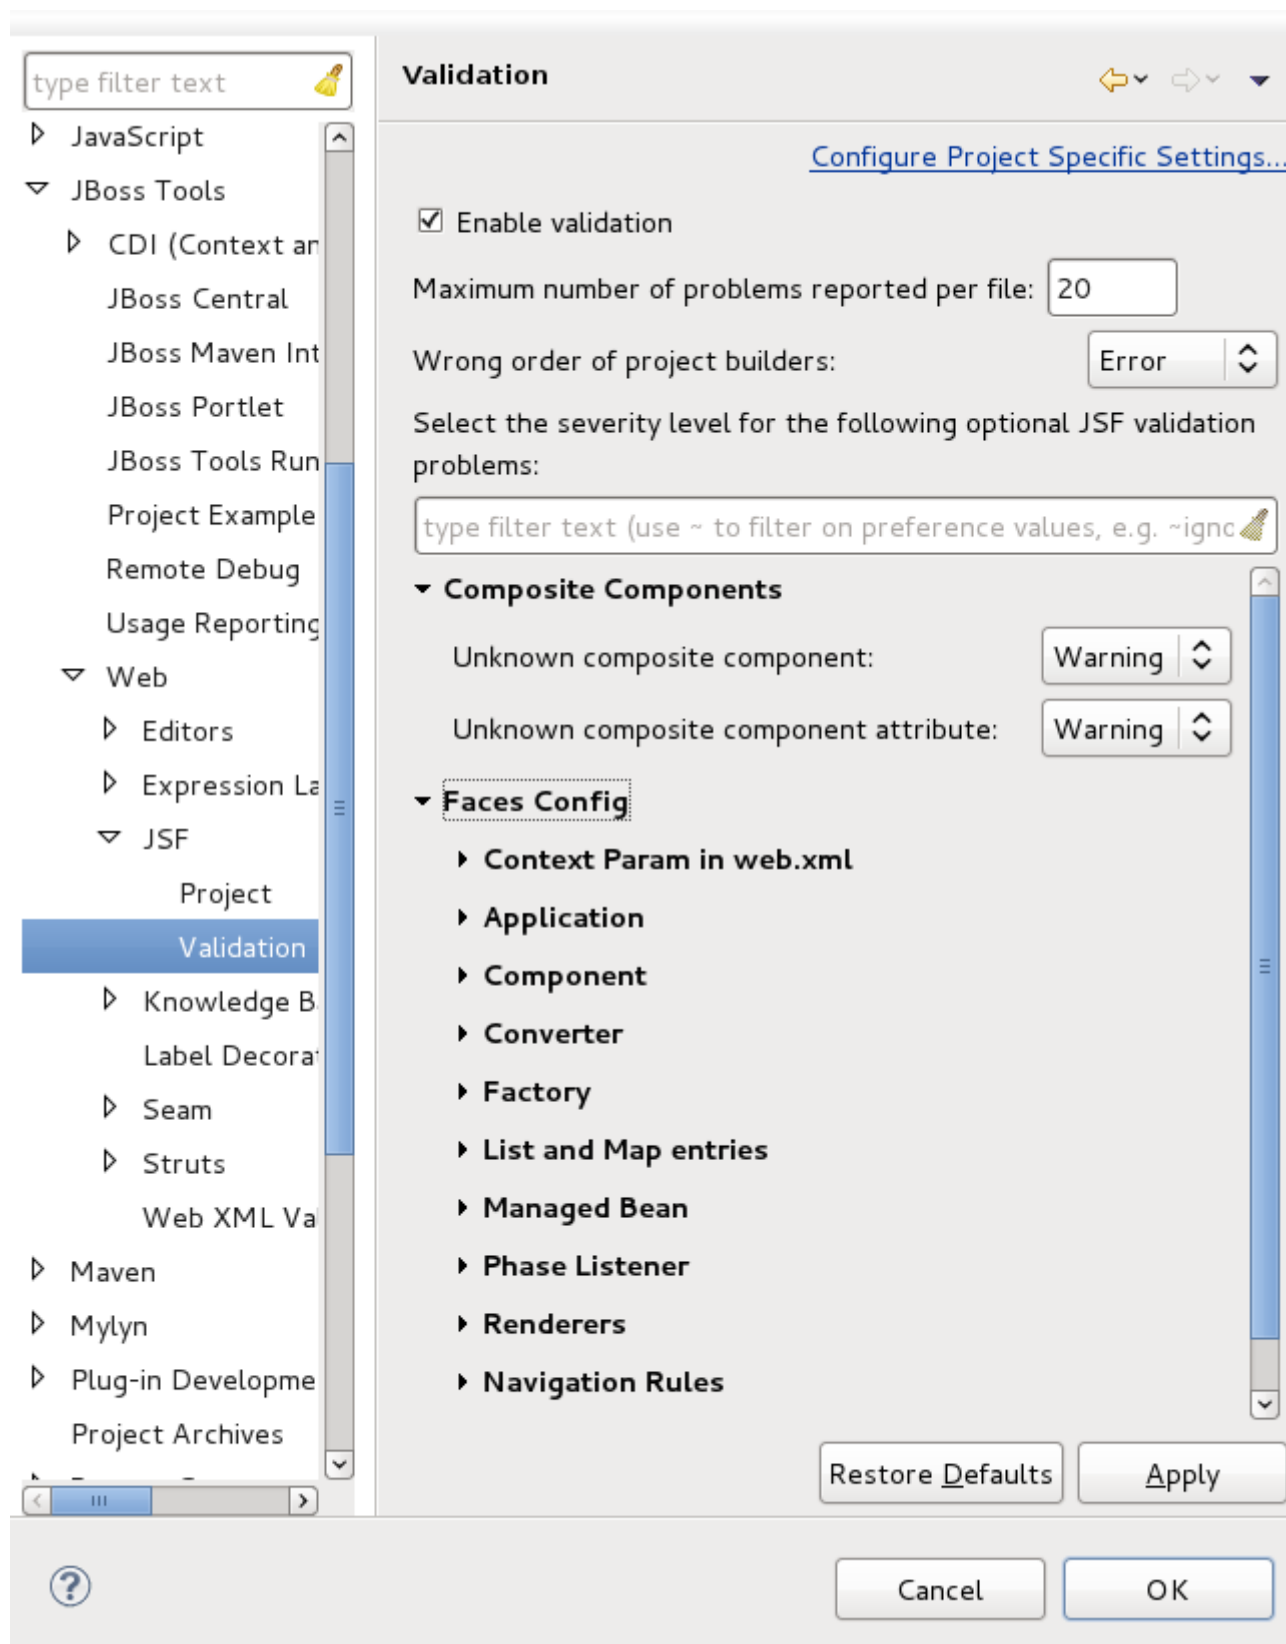 type filter text
JavaScript
JBoss Tools
CDI (Context an
JBoss Central
JBoss Maven Int
JBoss Portlet
JBoss Tools Run
Project Example
Remote Debug
Usage Reporting
Web
Editors
Expression La
JSF
Project
Validation
Knowledge B
Label Decorat
Seam
Struts
Web XML Va
Maven
Mylyn
Plug-in Developme
Project Archives
Validation
Configure Project Specific Settings...
Enable validation
Maximum number of problems reported per file: 20
Wrong order of project builders: Error
Select the severity level for the following optional JSF validation
problems:
type filter text (use ~ to filter on preference values, e.g. ~igno
Composite Components
Unknown composite component: Warning
Unknown composite component attribute: Warning
Faces Config
Context Param in web.xml
Application
Component
Converter
Factory
List and Map entries
Managed Bean
Phase Listener
Renderers
Navigation Rules
Restore Defaults Apply
Cancel OK